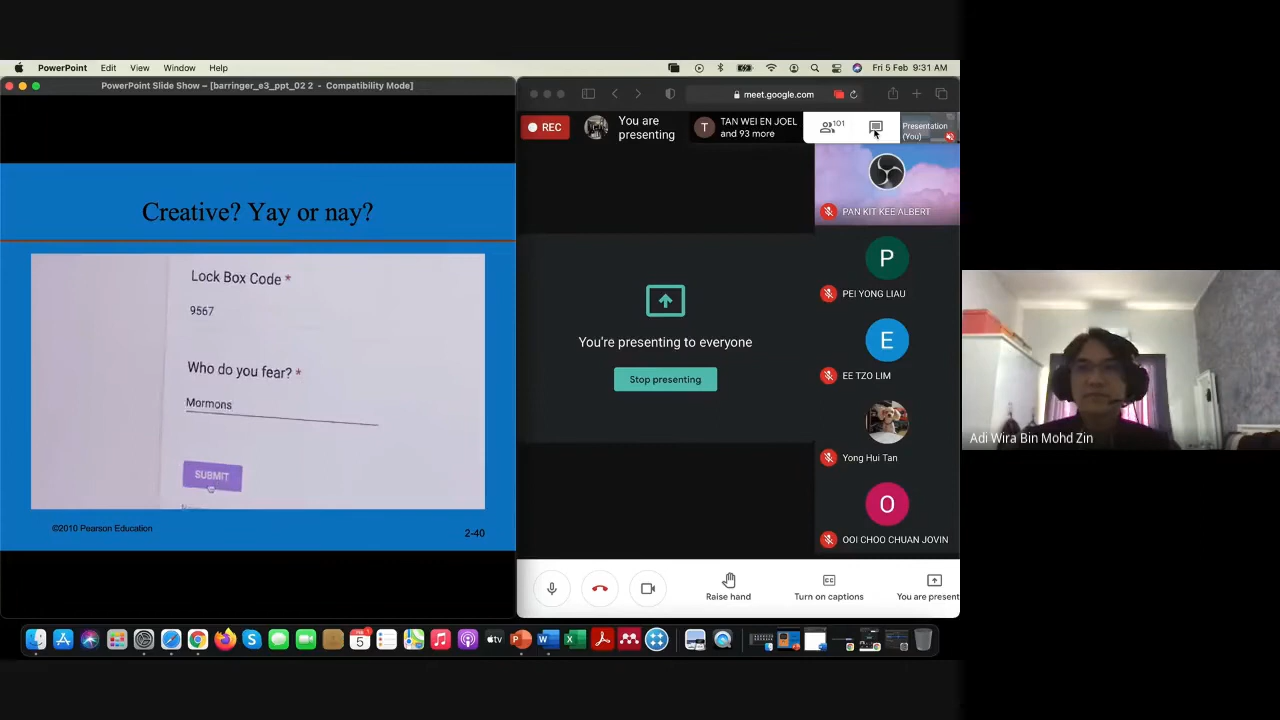 PowerPoint Edit View Window Help
Fri 5 Feb 9:31 AM
PowerPoint Slide Show – [barringer_e3_ppt_02 2 - Compatibility Mode]
Creative? Yay or nay?
Lock Box Code *
9567
Who do you fear? *
Mormons
SUBMIT
©2010 Pearson Education
2-40
meet.google.com
REC
You are
presenting
T
TAN WEI EN JOEL
and 93 more
101
Presentation
(You)
PAN KIT KEE ALBERT
P
PEI YONG LIAU
E
EE TZO LIM
Yong Hui Tan
O
OOI CHOO CHUAN JOVIN
You're presenting to everyone
Stop presenting
Raise hand
CC
Turn on captions
You are present
Adi Wira Bin Mohd Zin
FEB
5
tv
P
W
X
S